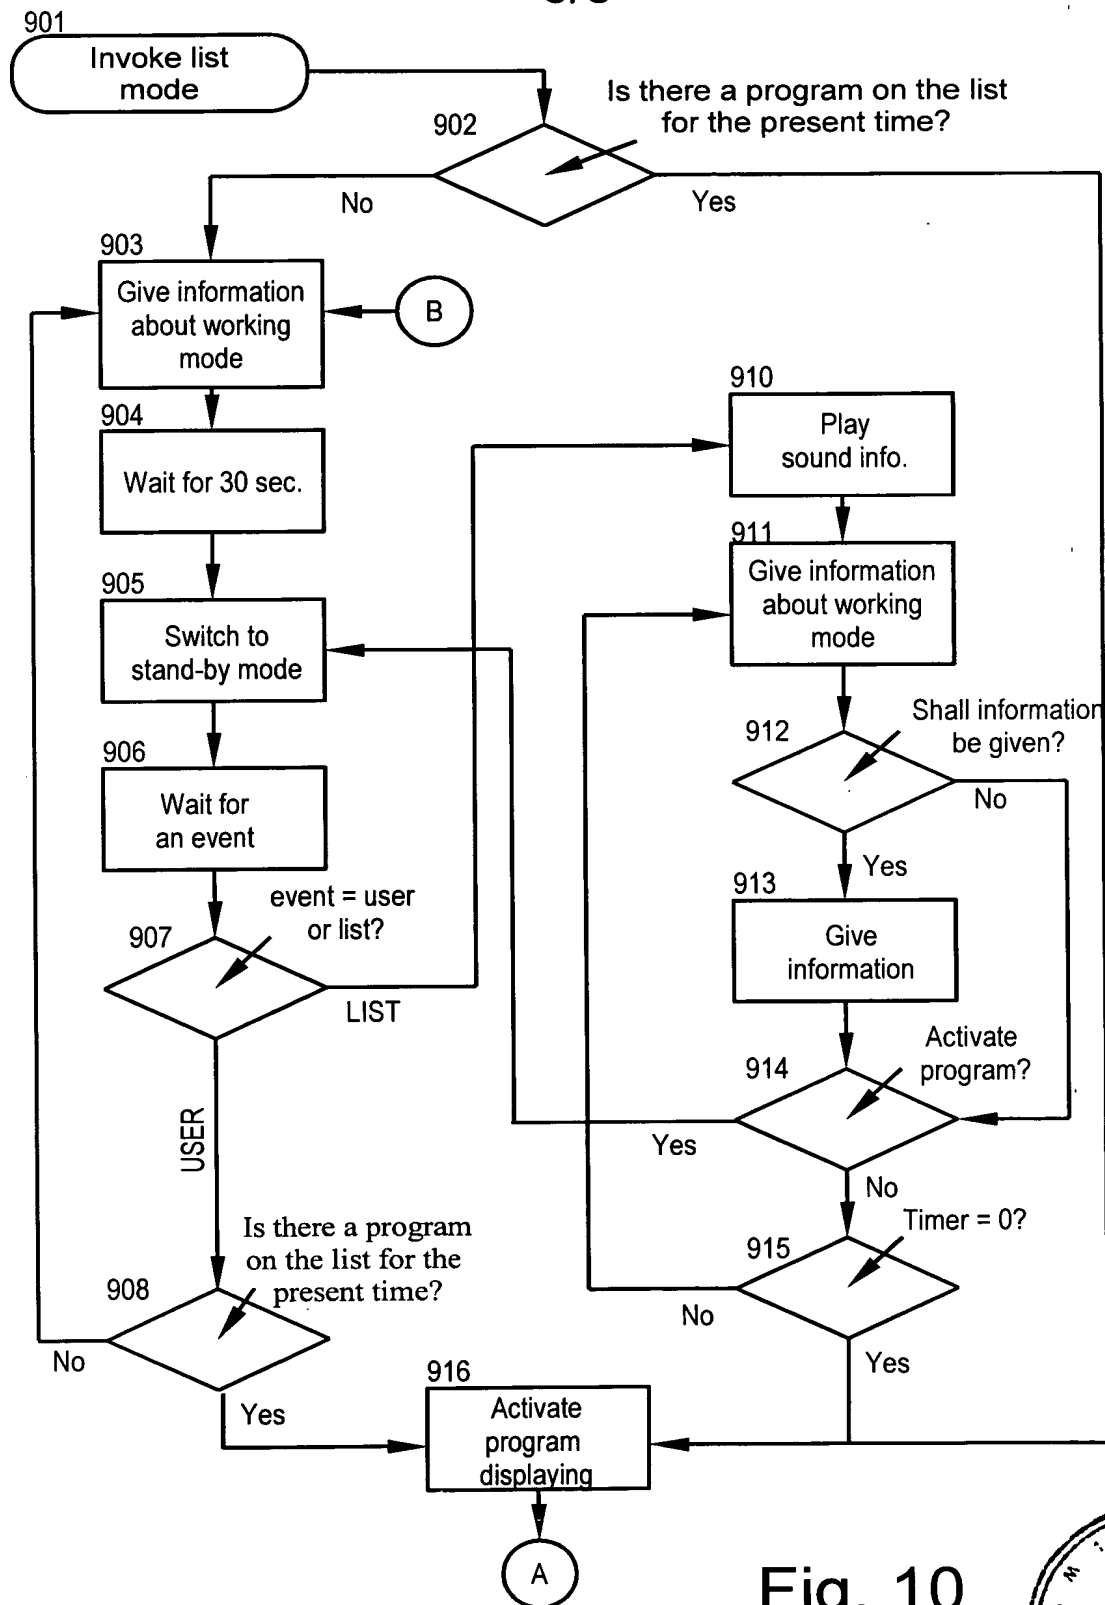 901
Invoke list
mode
Is there a program on the list
for the present time?
902
No
Yes
903
Give information
about working
mode
B
904
Wait for 30 sec.
910
Play
sound info.
905
Switch to
stand-by mode
911
Give information
about working
mode
906
Wait for
an event
912
Shall information
be given?
No
Yes
event = user
or list?
907
LIST
913
Give
information
USER
914
Activate
program?
Yes
No
Is there a program
on the list for the
present time?
908
No
Yes
915
Timer = 0?
No
Yes
916
Activate
program
displaying
A
Fig. 10